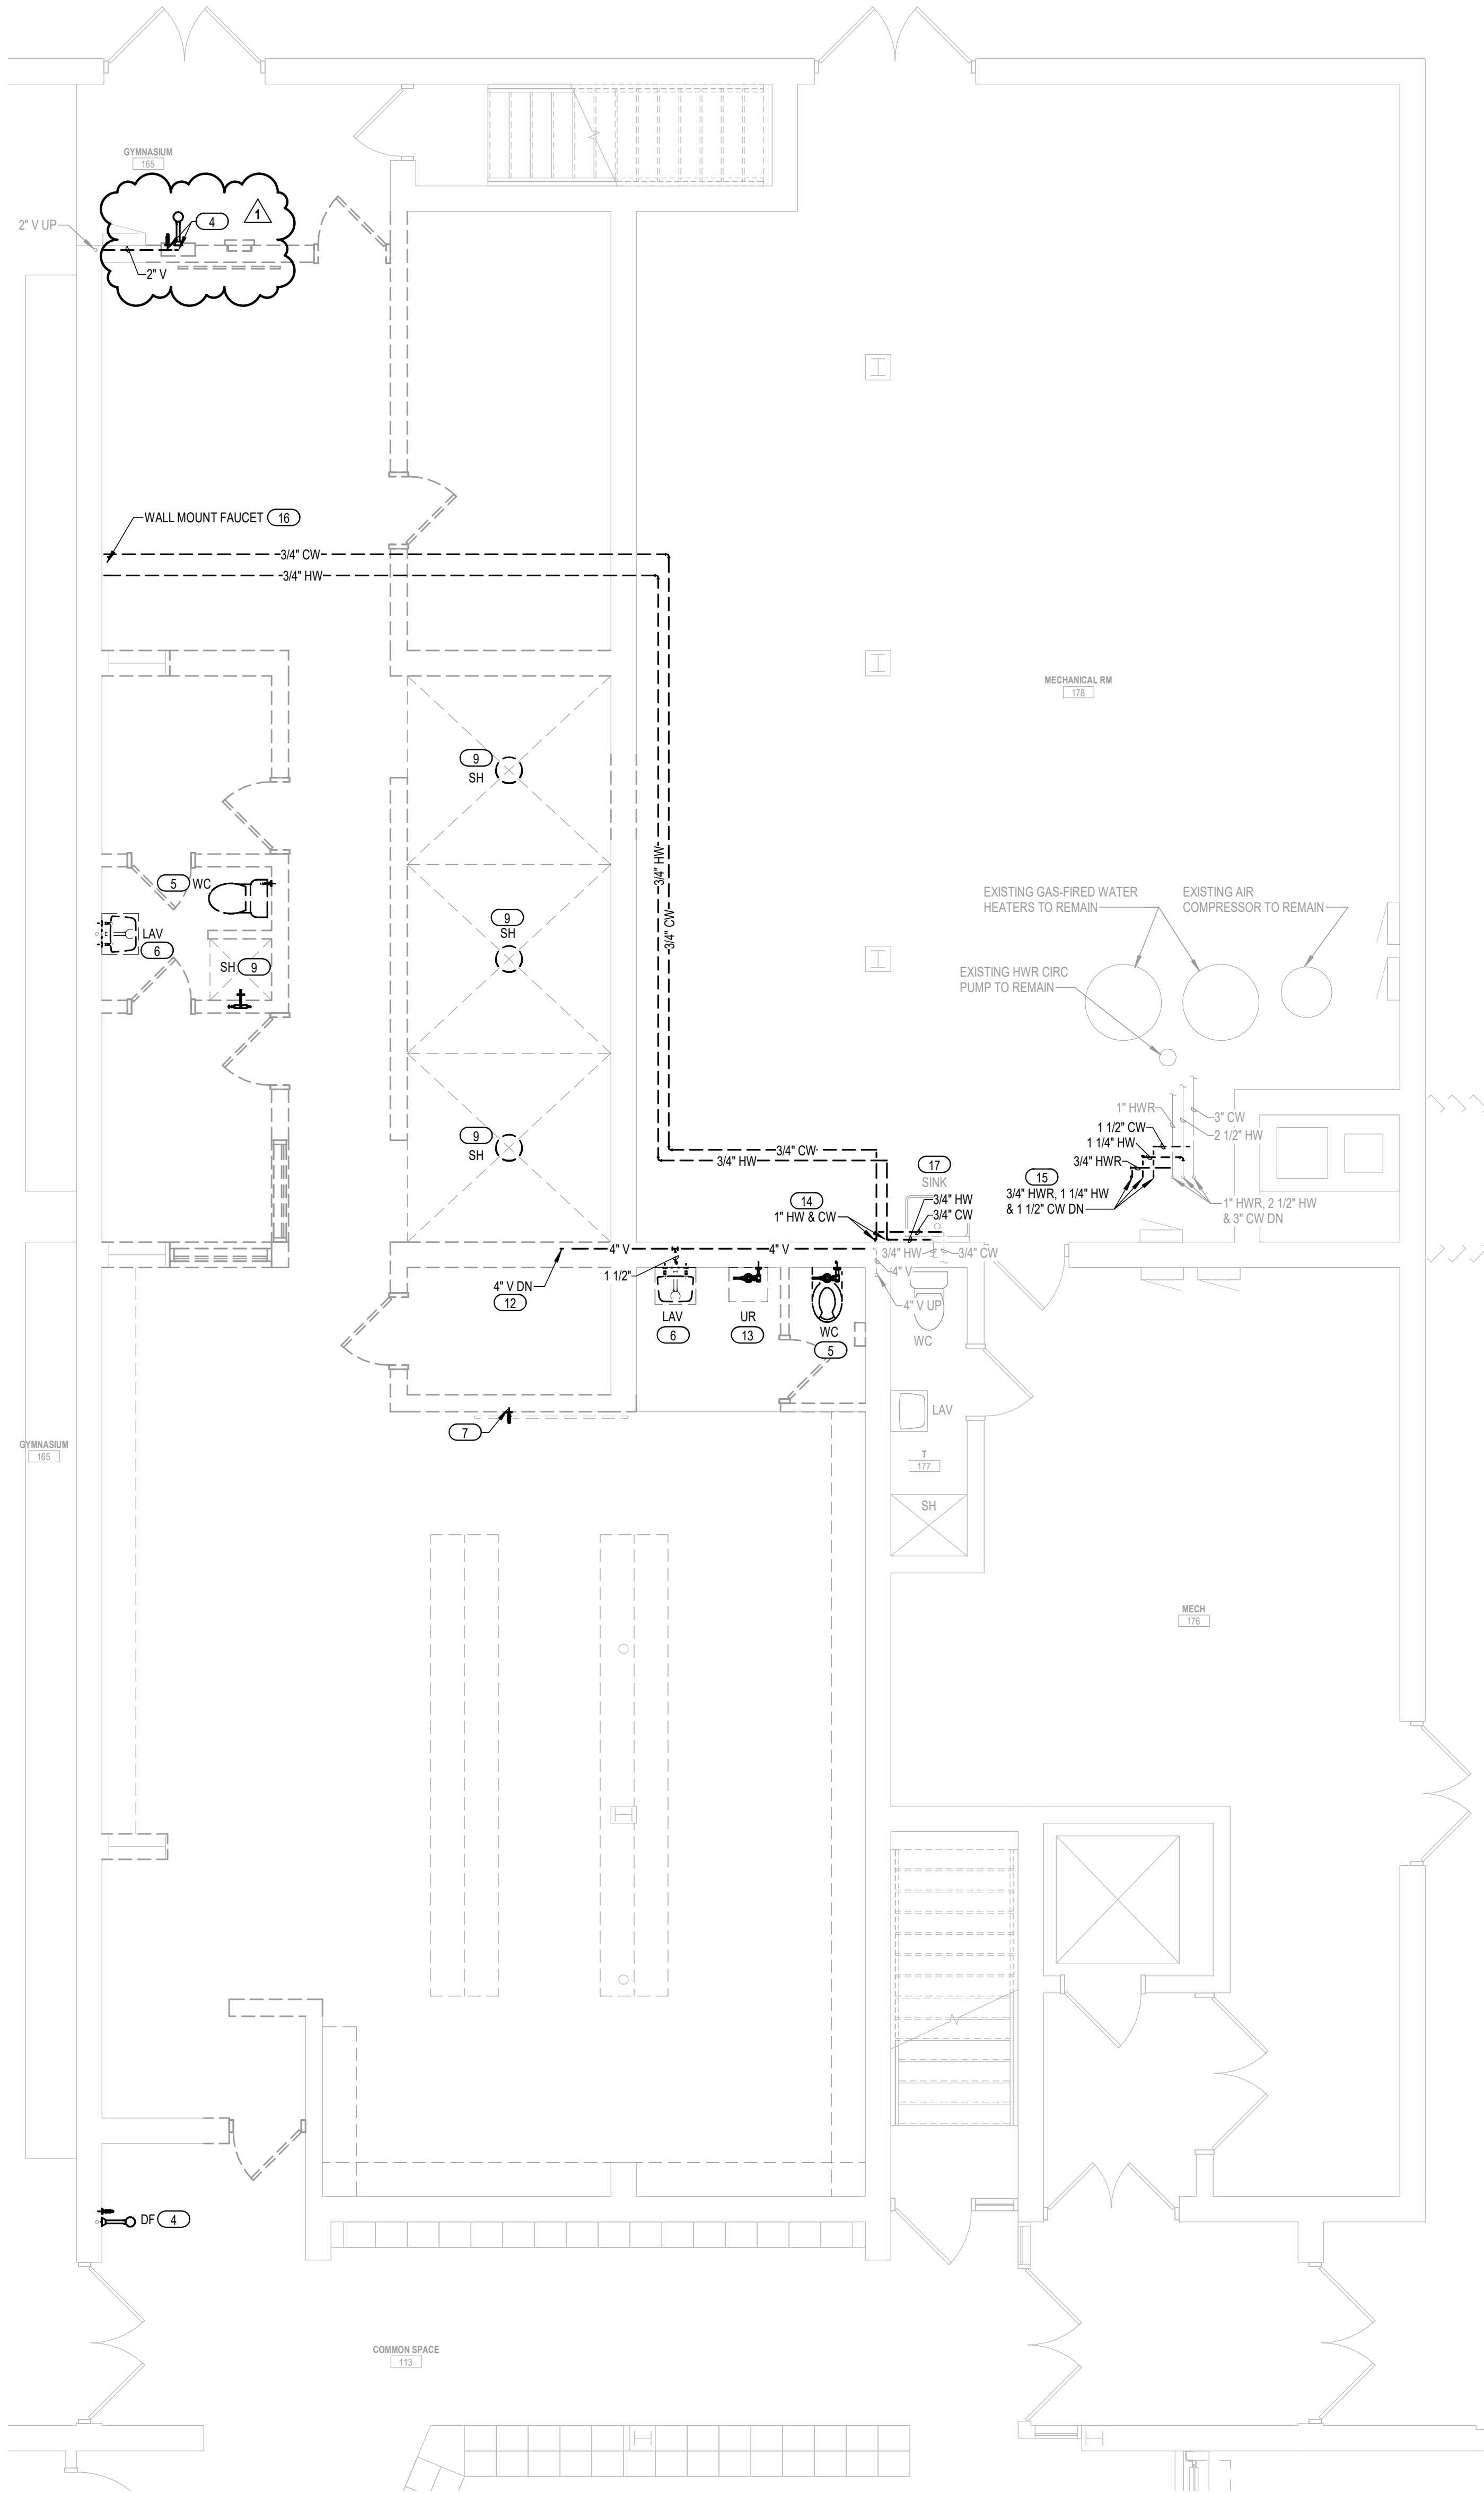 GYMNASIUM
165
2" V UP
4
1
2" V
WALL MOUNT FAUCET 16
3/4" CW
3/4" HW
MECHANICAL RM
178
9
SH
3/4" HW
3/4" CW
5 WC
LAV
6
SH 9
9
SH
EXISTING GAS-FIRED WATER
HEATERS TO REMAIN
EXISTING AIR
COMPRESSOR TO REMAIN
EXISTING HWR CIRC
PUMP TO REMAIN
9
SH
1" HWR
3" CW
1 1/2" CW
2 1/2" HW
1 1/4" HW
3/4" HWR
15
3/4" HWR, 1 1/4" HW
& 1 1/2" CW DN
1" HWR, 2 1/2" HW
& 3" CW DN
3/4" CW
3/4" HW
17
SINK
14
1" HW & CW
3/4" HW
3/4" CW
4" V
4" V
3/4" HW
3/4" CW
4" V
1 1/2"
4" V DN
12
4" V UP
LAV
6
UR
13
WC
5
WC
7
LAV
GYMNASIUM
165
T
177
SH
MECH
176
DF 4
COMMON SPACE
113